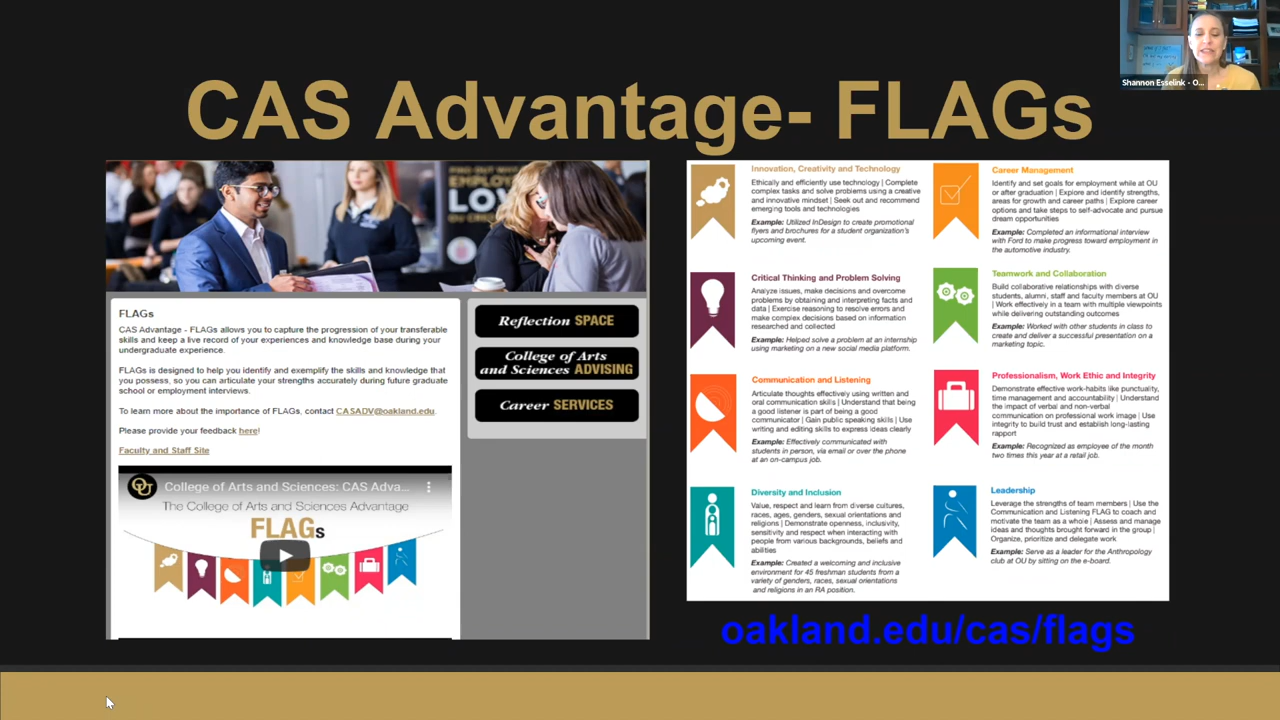 CAS Advantage- FLAGs
Shannon Esselink - O...
EMPLOY
LOV
FLAGs
CAS Advantage - FLAGs allows you to capture the progression of your transferable
skills and keep a live record of your experiences and knowledge base during your
undergraduate experience.
FLAGs is designed to help you identify and exemplify the skills and knowledge that
you possess, so you can articulate your strengths accurately during future graduate
school or employment interviews.
To learn more about the importance of FLAGs, contact CASADV@oakland.edu.
Please provide your feedback here!
Faculty and Staff Site
Reflection SPACE
College of Arts
and Sciences ADVISING
Career SERVICES
OU
College of Arts and Sciences: CAS Adva...
The College of Arts and Sciences Advantage
FLAGs
Innovation, Creativity and Technology
Ethically and efficiently use technology | Complete
complex tasks and solve problems using a creative
and innovative mindset | Seek out and recommend
emerging tools and technologies
Example: Utilized InDesign to create promotional
flyers and brochures for a student organization's
upcoming event.
Critical Thinking and Problem Solving
Analyze issues, make decisions and overcome
problems by obtaining and interpreting facts and
data | Exercise reasoning to resolve errors and
make complex decisions based on information
researched and collected
Example: Helped solve a problem at an internship
using marketing on a new social media platform.
Communication and Listening
Articulate thoughts effectively using written and
oral communication skills | Understand that being
a good listener is part of being a good
communicator | Gain public speaking skills | Use
writing and editing skills to express ideas clearly
Example: Effectively communicated with
students in person, via email or over the phone
at an on-campus job.
Diversity and Inclusion
Value, respect and learn from diverse cultures,
races, ages, genders, sexual orientations and
religions | Demonstrate openness, inclusivity,
sensitivity and respect when interacting with
people from various backgrounds, beliefs and
abilities
Example: Created a welcoming and inclusive
environment for 45 freshman students from a
variety of genders, races, sexual orientations
and religions in an RA position.
Career Management
Identify and set goals for employment while at OU
or after graduation | Explore and identify strengths,
areas for growth and career paths | Explore career
options and take steps to self-advocate and pursue
dream opportunities
Example: Completed an informational interview
with Ford to make progress toward employment in
the automotive industry.
Teamwork and Collaboration
Build collaborative relationships with diverse
students, alumni, staff and faculty members at OU
| Work effectively in a team with multiple viewpoints
while delivering outstanding outcomes
Example: Worked with other students in class to
create and deliver a successful presentation on a
marketing topic.
Professionalism, Work Ethic and Integrity
Demonstrate effective work-habits like punctuality,
time management and accountability | Understand
the impact of verbal and non-verbal
communication on professional work image | Use
integrity to build trust and establish long-lasting
rapport
Example: Recognized as employee of the month
two times this year at a retail job.
Leadership
Leverage the strengths of team members | Use the
Communication and Listening FLAG to coach and
motivate the team as a whole | Assess and manage
ideas and thoughts brought forward in the group |
Organize, prioritize and delegate work
Example: Serve as a leader for the Anthropology
club at OU by sitting on the e-board.
oakland.edu/cas/flags